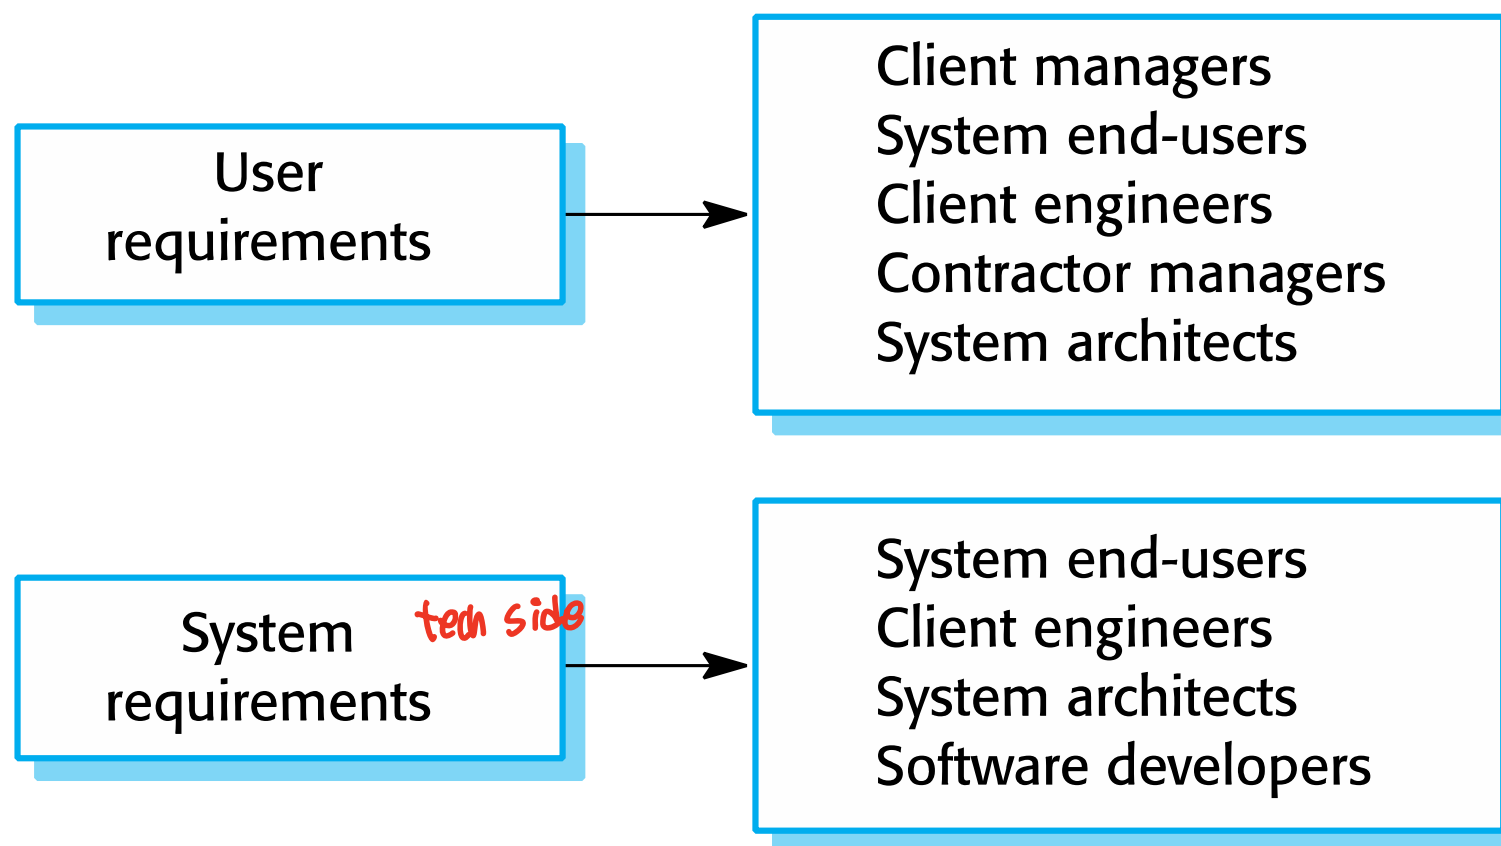 User
requirements
Client managers
System end-users
Client engineers
Contractor managers
System architects
System
requirements
tech side
System end-users
Client engineers
System architects
Software developers